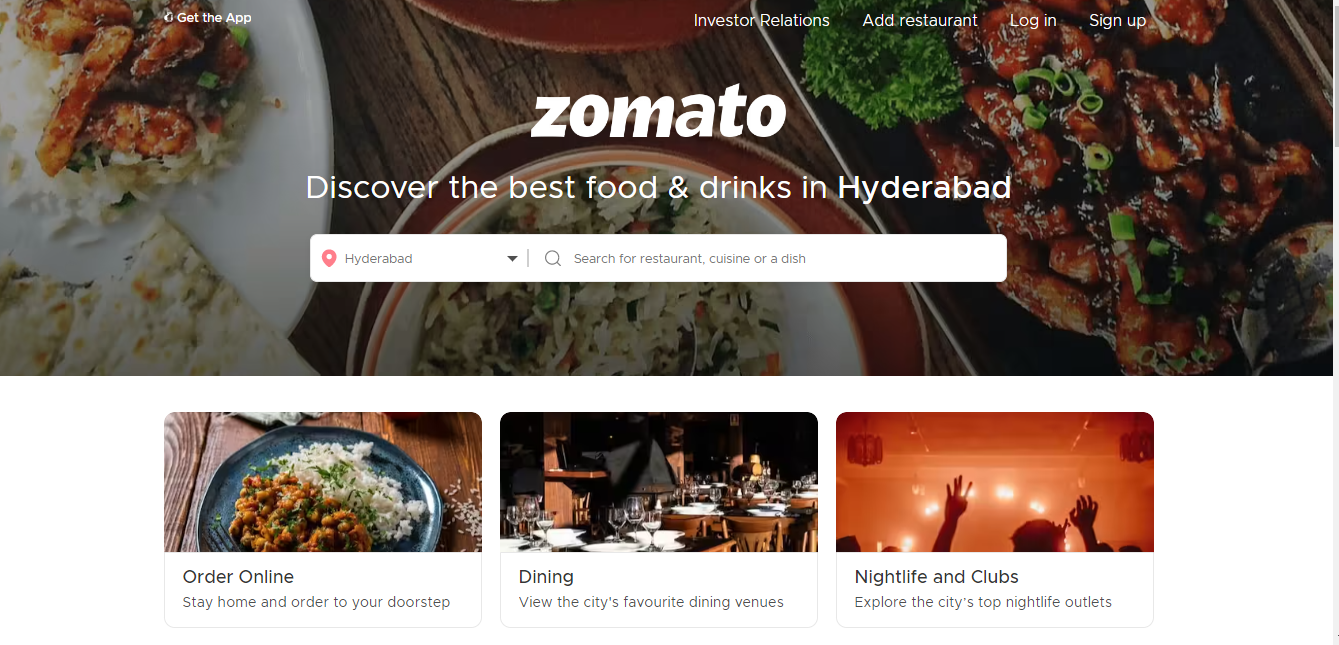 Get the App
Investor Relations
Add restaurant
Log in
Sign up
zomato
Discover the best food & drinks in Hyderabad
Hyderabad
Search for restaurant, cuisine or a dish
Order Online
Stay home and order to your doorstep
Dining
View the city's favourite dining venues
Nightlife and Clubs
Explore the city’s top nightlife outlets